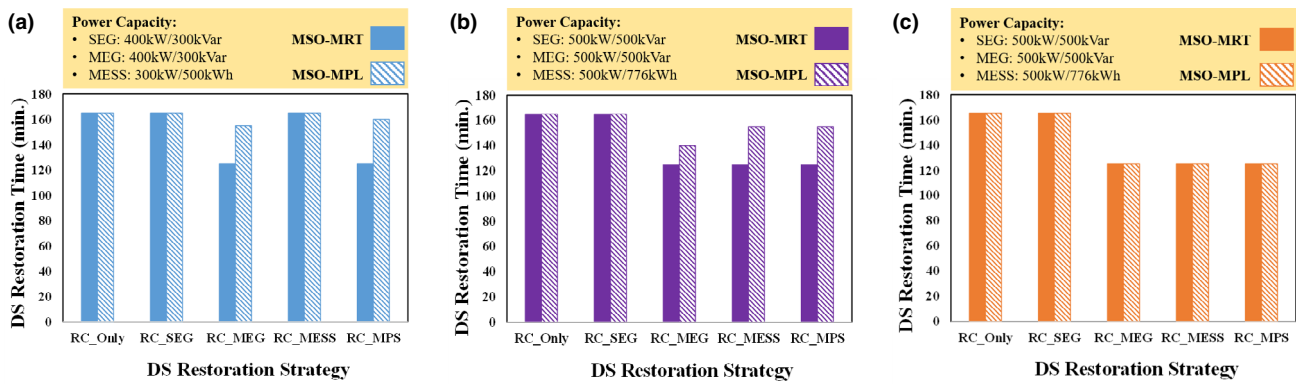 (a)
Power Capacity:
• SEG: 400kW/300kVar
• MEG: 400kW/300kVar
• MESS: 300kW/500kWh
MSO-MRT
MSO-MPL
DS Restoration Time (min.)
180
160
140
120
100
80
60
40
20
0
RC_Only RC_SEG RC_MEG RC_MESS RC_MPS
DS Restoration Strategy
(b)
Power Capacity:
• SEG: 500kW/500kVar
• MEG: 500kW/500kVar
• MESS: 500kW/776kWh
MSO-MRT
MSO-MPL
DS Restoration Time (min.)
180
160
140
120
100
80
60
40
20
0
RC_Only RC_SEG RC_MEG RC_MESS RC_MPS
DS Restoration Strategy
(c)
Power Capacity:
• SEG: 500kW/500kVar
• MEG: 500kW/500kVar
• MESS: 500kW/776kWh
MSO-MRT
MSO-MPL
DS Restoration Time (min.)
180
160
140
120
100
80
60
40
20
0
RC_Only RC_SEG RC_MEG RC_MESS RC_MPS
DS Restoration Strategy